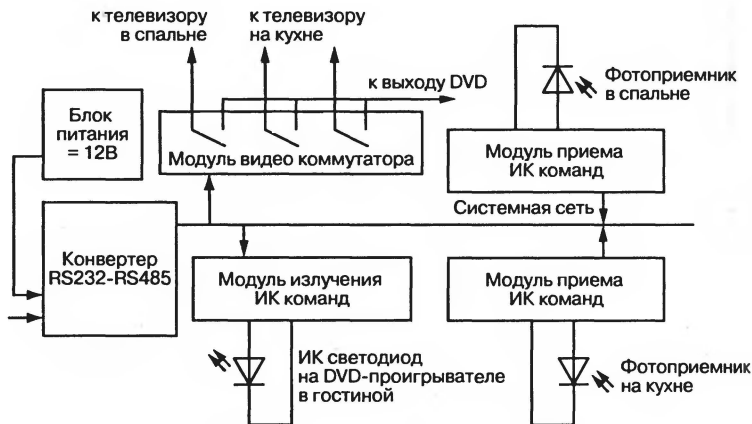 к телевизору
в спальне
к телевизору
на кухне
к выходу DVD
Фотоприемник
в спальне
Блок
питания
= 12В
Модуль видео коммутатора
Модуль приема
ИК команд
Системная сеть
Конвертер
RS232-RS485
Модуль излучения
ИК команд
Модуль приема
ИК команд
ИК светодиод
на DVD-проигрывателе
в гостиной
Фотоприемник
на кухне